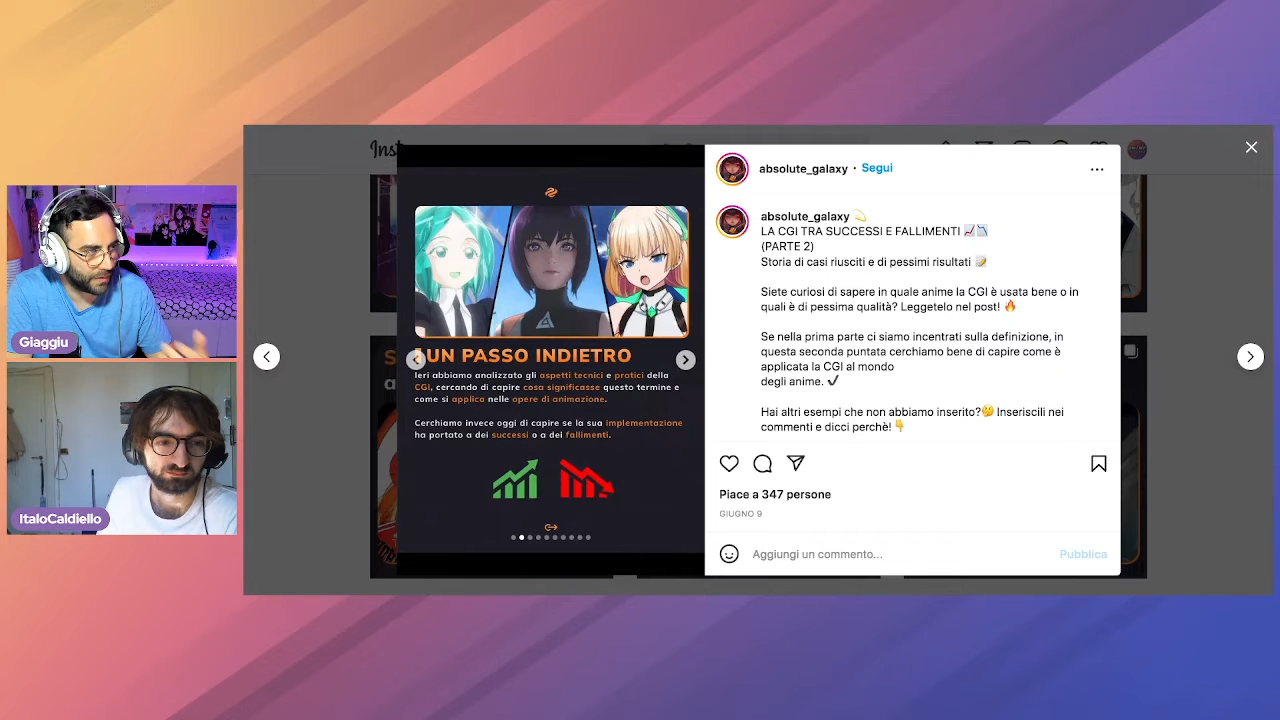 Inst
absolute_galaxy • Segui
absolute_galaxy 💫
LA CGI TRA SUCCESSI E FALLIMENTI 📈📉
(PARTE 2)
Storia di casi riusciti e di pessimi risultati 📝
Siete curiosi di sapere in quale anime la CGI è usata bene o in
quali è di pessima qualità? Leggetelo nel post! 🔥
Se nella prima parte ci siamo incentrati sulla definizione, in
questa seconda puntata cerchiamo bene di capire come è
applicata la CGI al mondo
degli anime. ✔️
Hai altri esempi che non abbiamo inserito?🤔 Inseriscili nei
commenti e dicci perchè! 👇
Piace a 347 persone
GIUGNO 9
Aggiungi un commento...
Pubblica
UN PASSO INDIETRO
Ieri abbiamo analizzato gli aspetti tecnici e pratici della
CGI, cercando di capire cosa significasse questo termine e
come si applica nelle opere di animazione.
Cerchiamo invece oggi di capire se la sua implementazione
ha portato a dei successi o a dei fallimenti.
Giaggiu
ItaloCaldiello